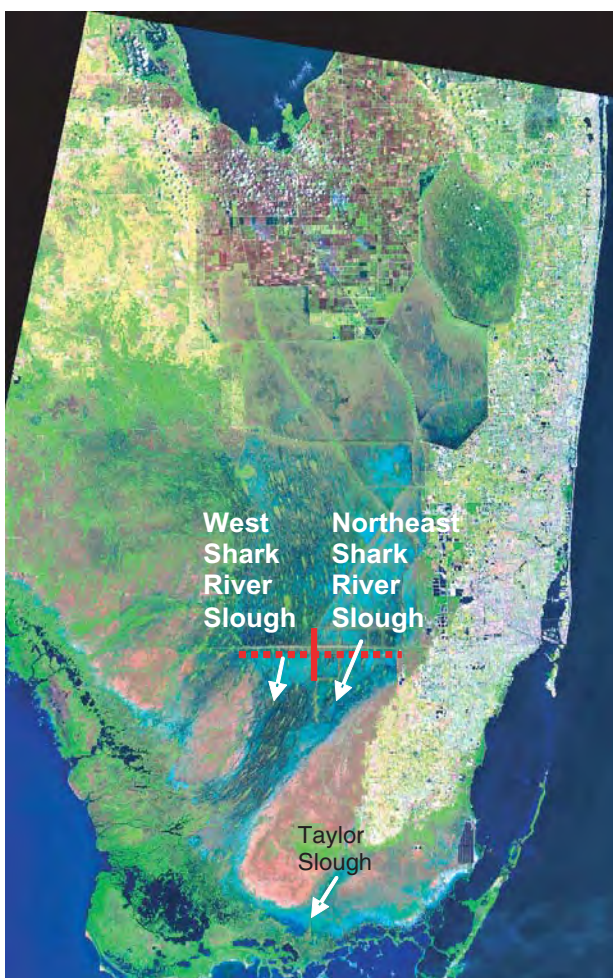 West
Shark
River
Slough
Northeast
Shark
River
Slough
Taylor
Slough